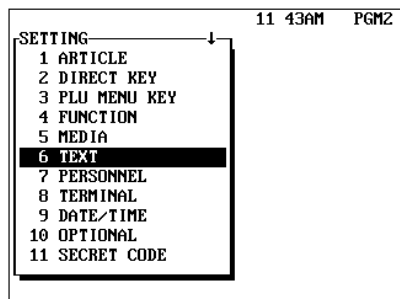 11 43AM PGM2
SETTING
1 ARTICLE
2 DIRECT KEY
3 PLU MENU KEY
4 FUNCTION
5 MEDIA
6 TEXT
7 PERSONNEL
8 TERMINAL
9 DATE/TIME
10 OPTIONAL
11 SECRET CODE